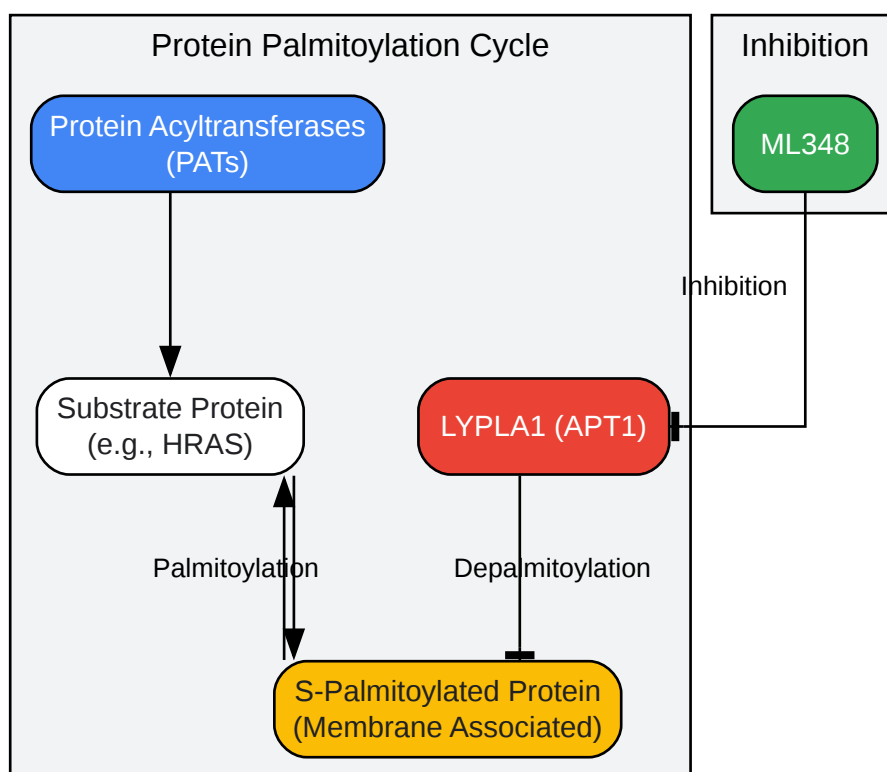 Protein Palmitoylation Cycle
Inhibition
Protein Acyltransferases
(PATs)
ML348
Inhibition
Substrate Protein
(e.g., HRAS)
LYPLA1 (APT1)
Palmitoylation
Depalmitoylation
S-Palmitoylated Protein
(Membrane Associated)